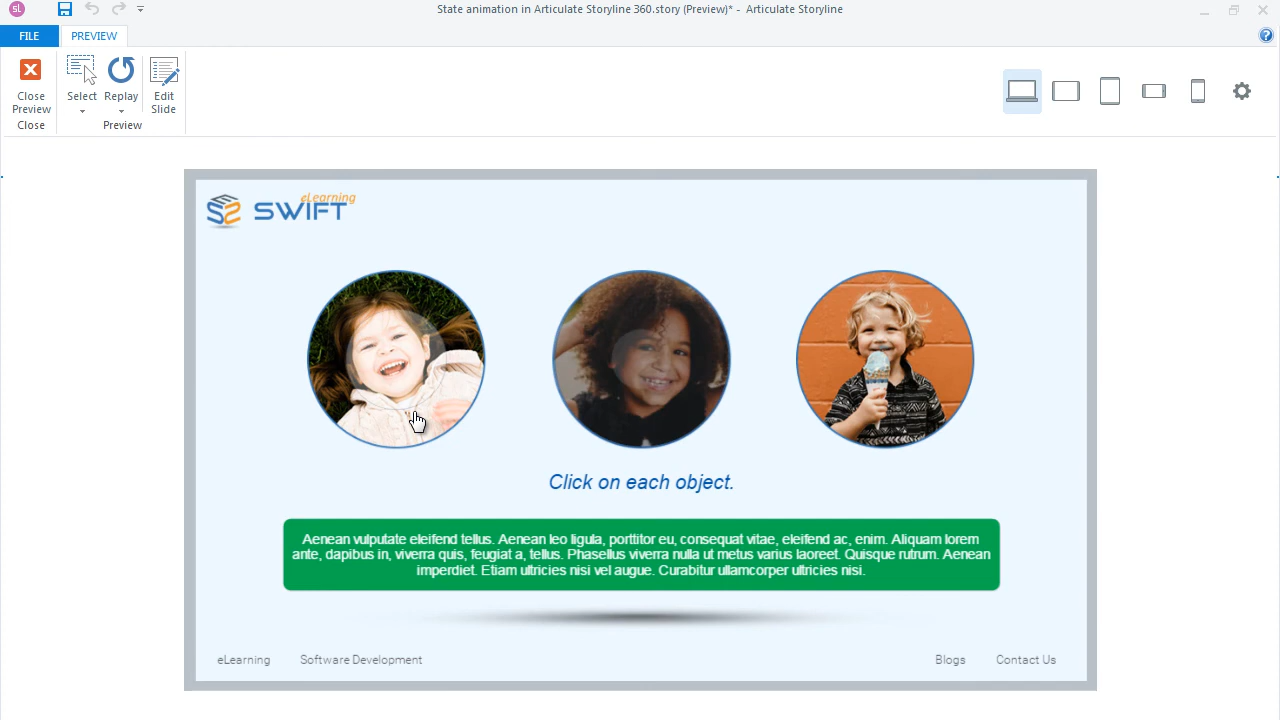 sl
State animation in Articulate Storyline 360.story (Preview)* - Articulate Storyline
FILE
PREVIEW
?
Close Preview
Select
Replay
Edit Slide
Close
Preview
eLearning
SWIFT
Click on each object.
Aenean vulputate eleifend tellus. Aenean leo ligula, porttitor eu, consequat vitae, eleifend ac, enim. Aliquam lorem
ante, dapibus in, viverra quis, feugiat a, tellus. Phasellus viverra nulla ut metus varius laoreet. Quisque rutrum. Aenean
imperdiet. Etiam ultricies nisi vel augue. Curabitur ullamcorper ultricies nisi.
eLearning
Software Development
Blogs
Contact Us